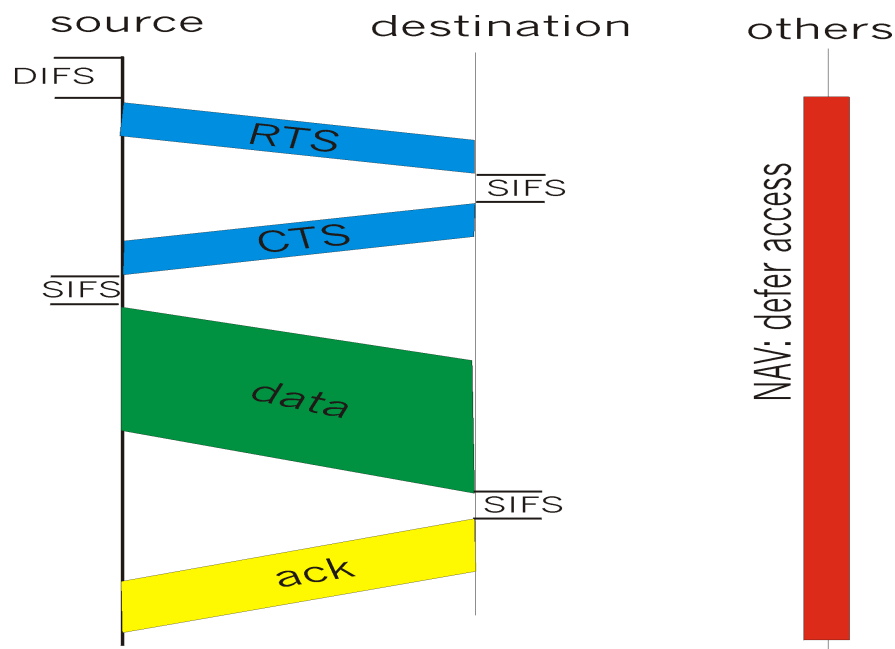 source
destination
others
DIFS
RTS
SIFS
CTS
SIFS
data
SIFS
ack
NAV: defer access